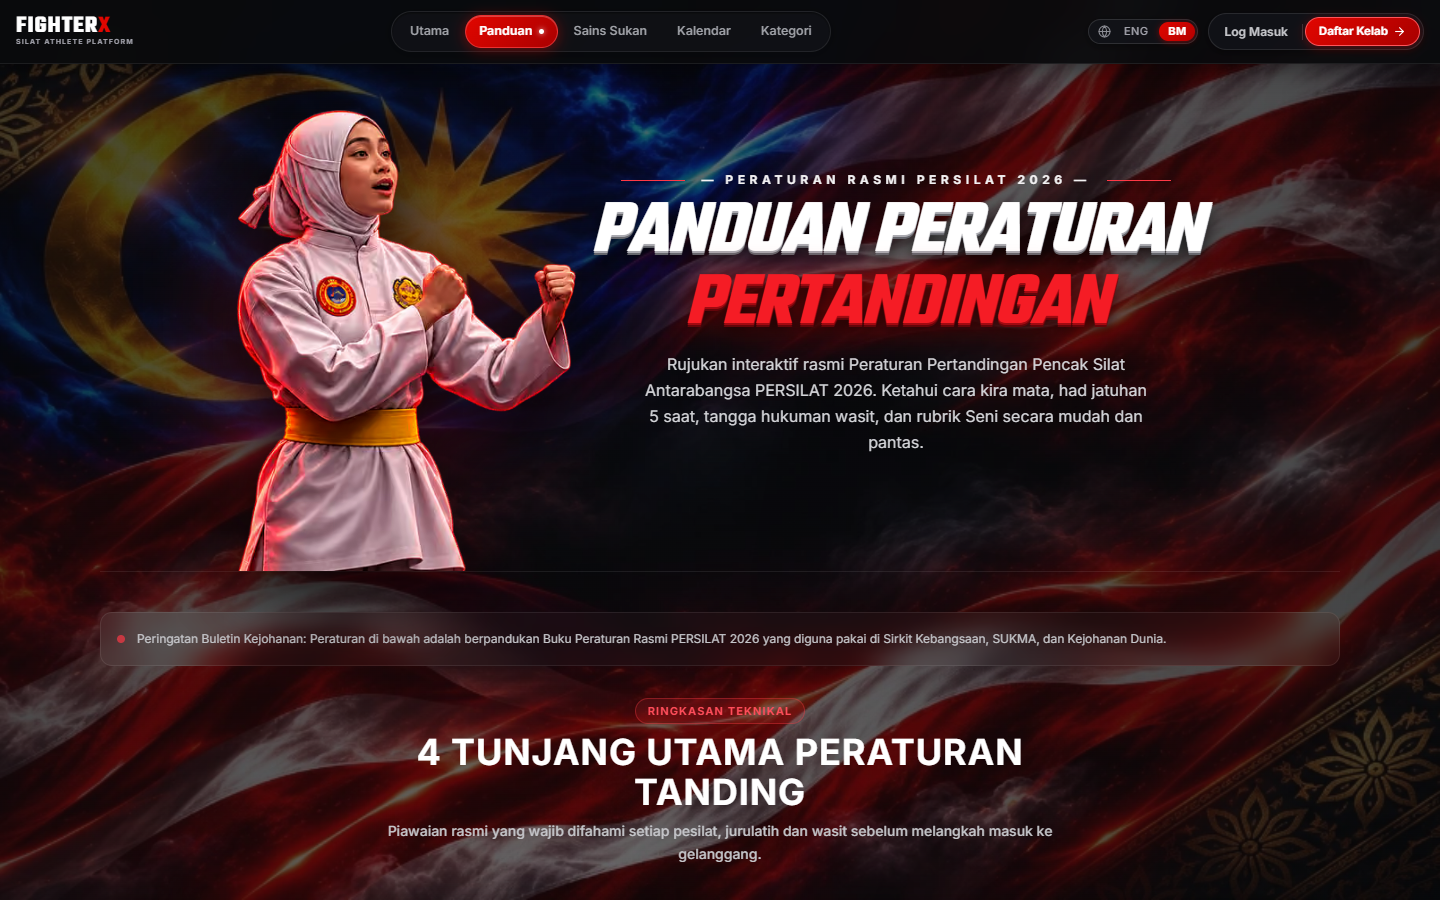 FIGHTERX
SILAT ATHLETE PLATFORM
Utama
Panduan
Sains Sukan
Kalendar
Kategori
ENG
BM
Log Masuk
Daftar Kelab →
— PERATURAN RASMI PERSILAT 2026 —
PANDUAN PERATURAN
PERTANDINGAN
Rujukan interaktif rasmi Peraturan Pertandingan Pencak Silat
Antarabangsa PERSILAT 2026. Ketahui cara kira mata, had jatuhan
5 saat, tangga hukuman wasit, dan rubrik Seni secara mudah dan
pantas.
Peringatan Buletin Kejohanan: Peraturan di bawah adalah berpandukan Buku Peraturan Rasmi PERSILAT 2026 yang diguna pakai di Sirkit Kebangsaan, SUKMA, dan Kejohanan Dunia.
RINGKASAN TEKNIKAL
4 TUNJANG UTAMA PERATURAN
TANDING
Piawaian rasmi yang wajib difahami setiap pesilat, jurulatih dan wasit sebelum melangkah masuk ke
gelanggang.